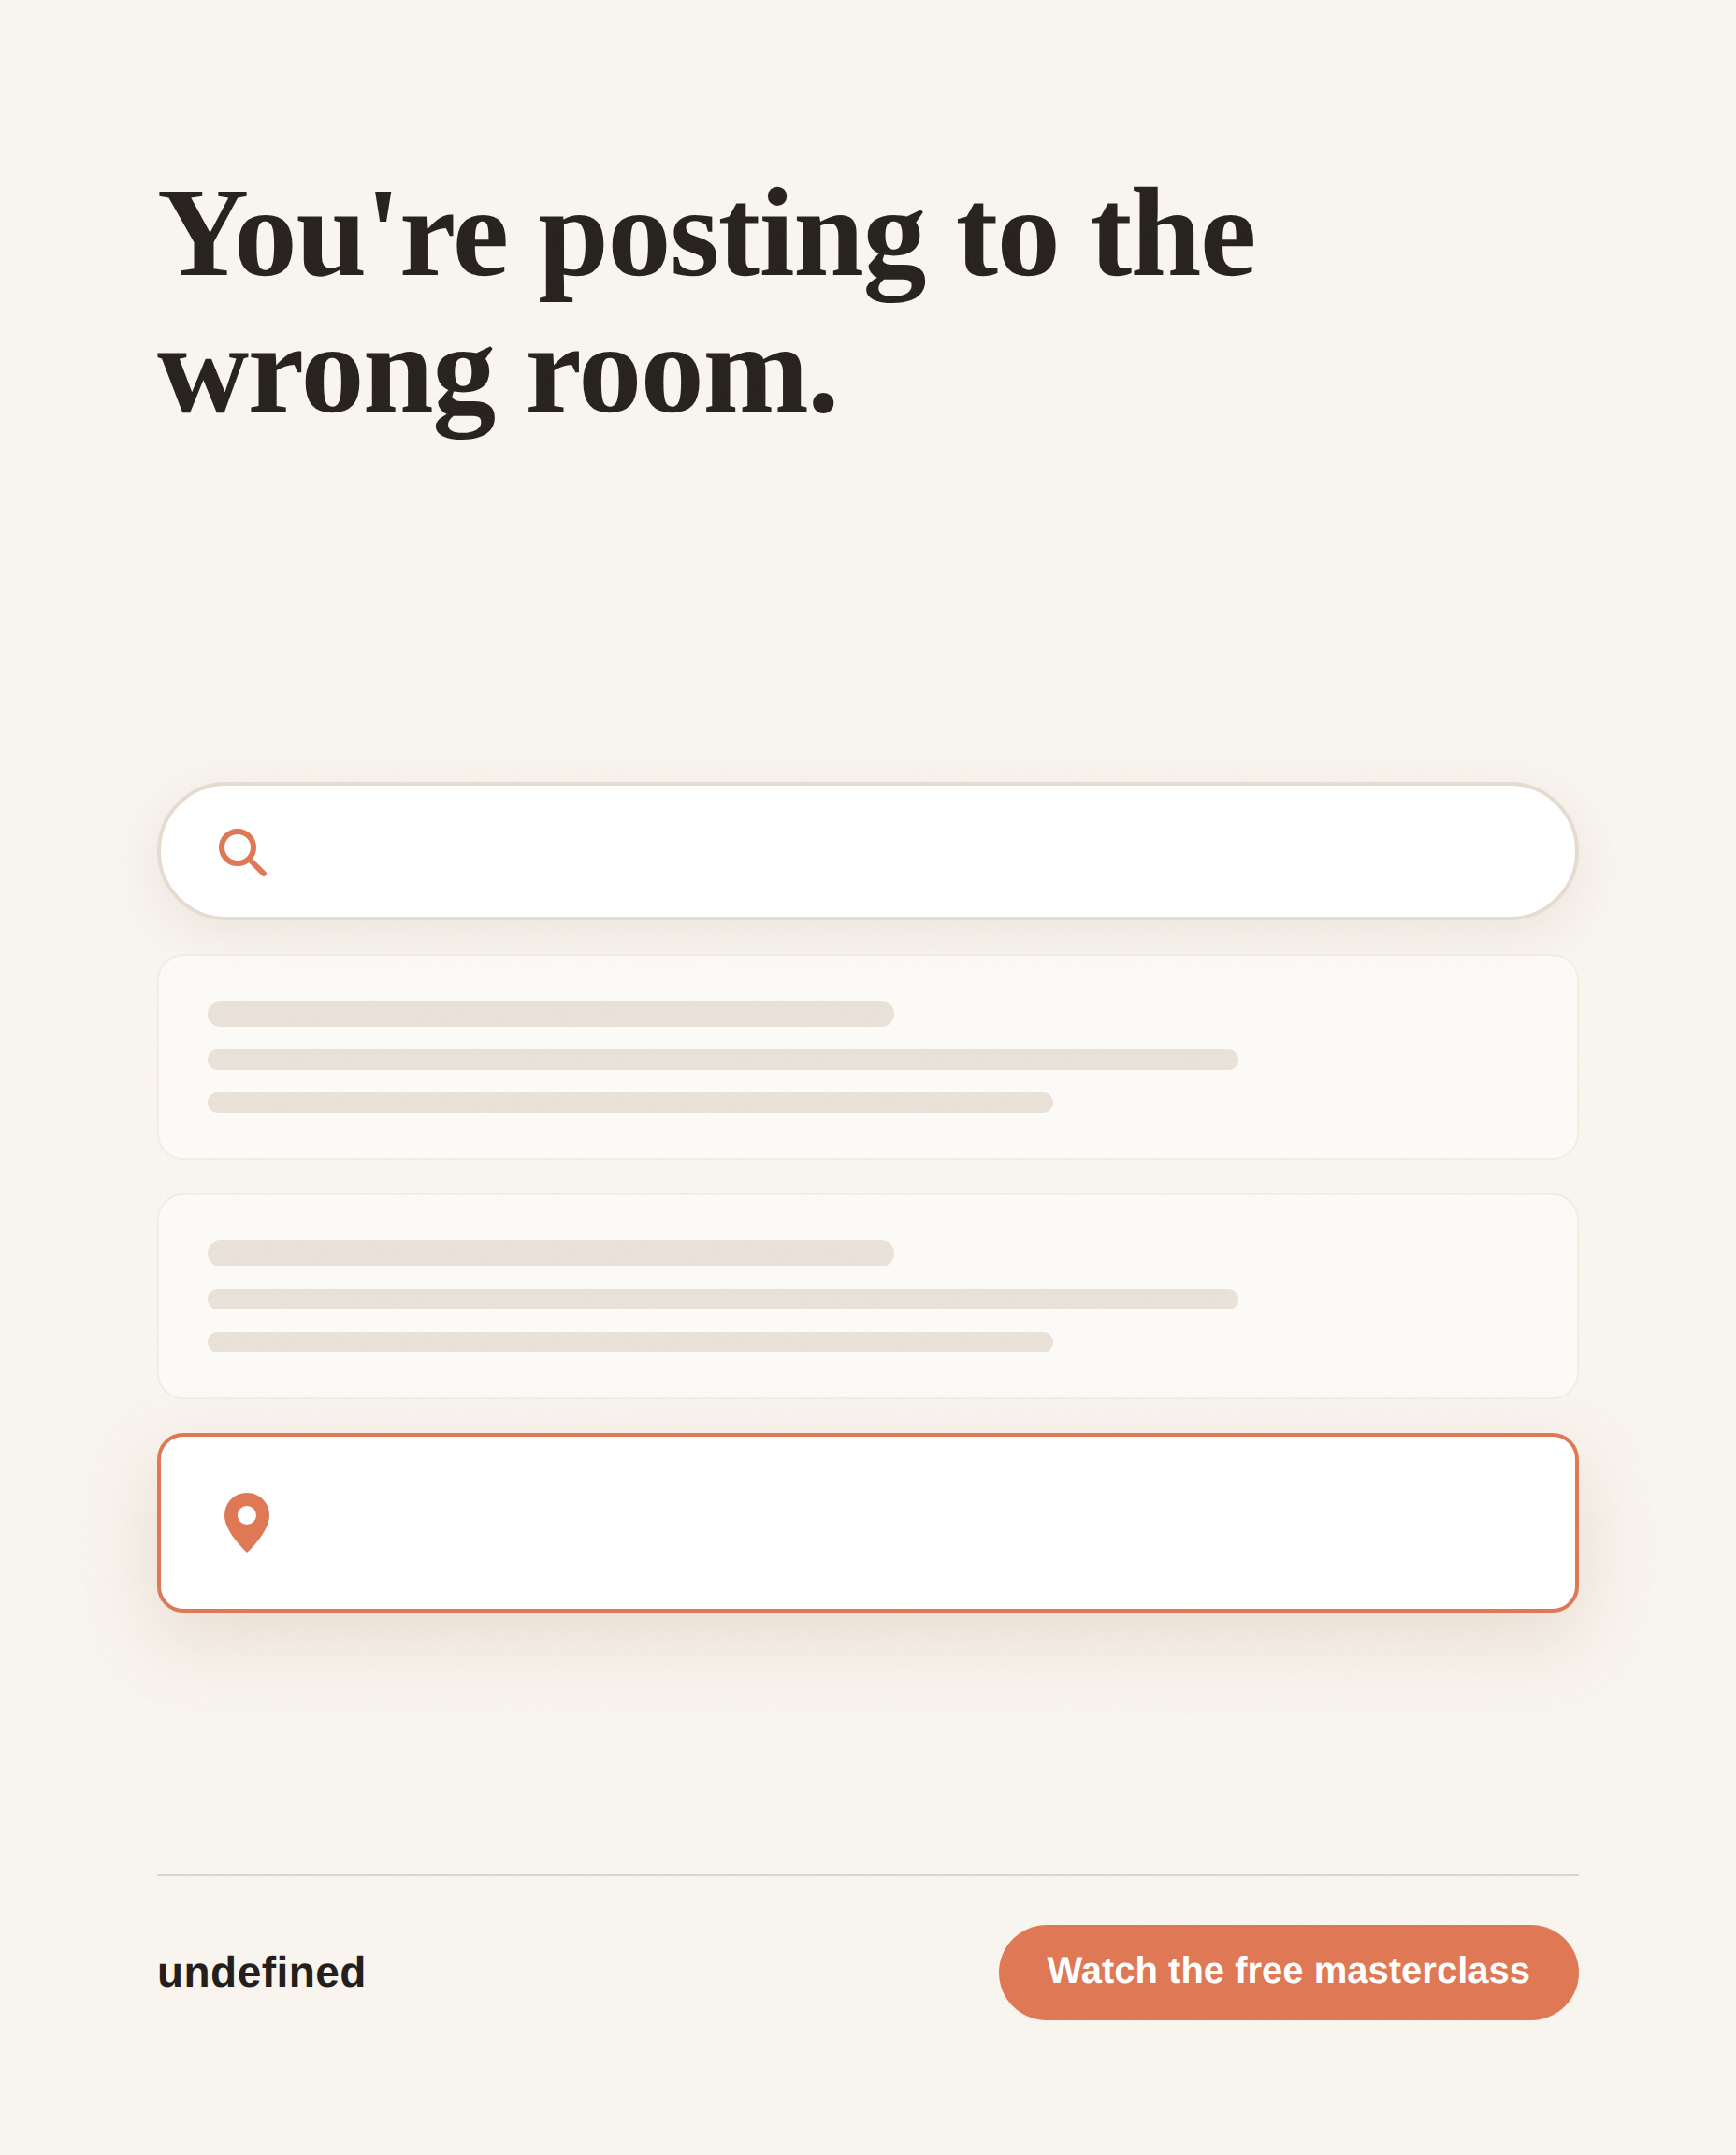 You're posting to the
wrong room.
undefined
Watch the free masterclass